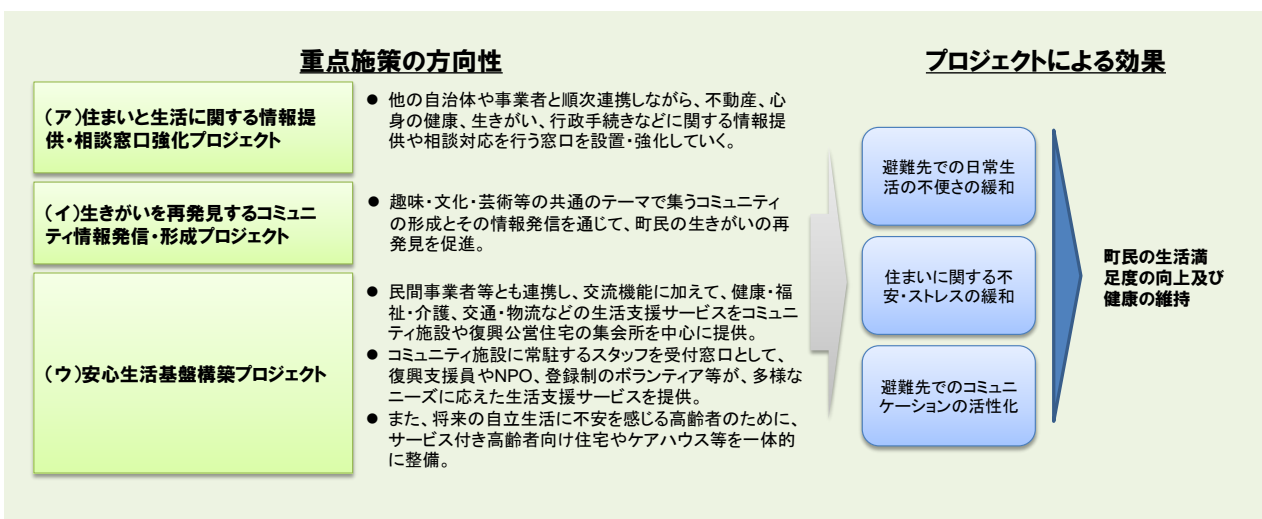 重点施策の方向性
プロジェクトによる効果
(ア)住まいと生活に関する情報提
供・相談窓口強化プロジェクト
● 他の自治体や事業者と順次連携しながら、不動産、心
身の健康、生きがい、行政手続きなどに関する情報提
供や相談対応を行う窓口を設置・強化していく。
(イ)生きがいを再発見するコミュニ
ティ情報発信・形成プロジェクト
● 趣味・文化・芸術等の共通のテーマで集うコミュニティ
の形成とその情報発信を通じて、町民の生きがいの再
発見を促進。
(ウ)安心生活基盤構築プロジェクト
● 民間事業者等とも連携し、交流機能に加えて、健康・福
祉・介護、交通・物流などの生活支援サービスをコミュニ
ティ施設や復興公営住宅の集会所を中心に提供。
● コミュニティ施設に常駐するスタッフを受付窓口として、
復興支援員やNPO、登録制のボランティア等が、多様な
ニーズに応えた生活支援サービスを提供。
● また、将来の自立生活に不安を感じる高齢者のために、
サービス付き高齢者向け住宅やケアハウス等を一体的
に整備。
避難先での日常生
活の不便さの緩和
住まいに関する不
安・ストレスの緩和
避難先でのコミュニ
ケーションの活性化
町民の生活満
足度の向上及び
健康の維持